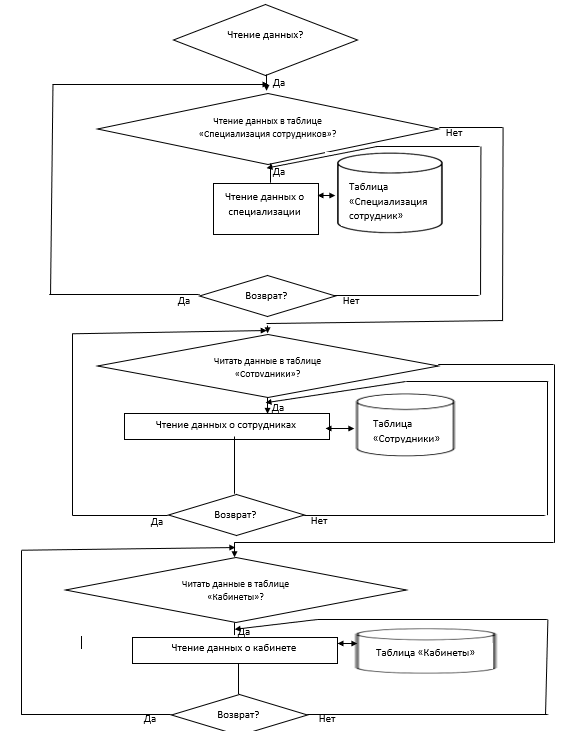 Чтение данных?
Да
Чтение данных в таблице
«Специализация сотрудников»?
Нет
Да
Чтение данных о
специализации
Таблица
«Специализация
сотрудник»
Возврат?
Да
Нет
Читать данные в таблице
«Сотрудники»?
Да
Чтение данных о сотрудниках
Таблица
«Сотрудники»
Возврат?
Да
Нет
Читать данные в таблице
«Кабинеты»?
Да
Чтение данных о кабинете
Таблица «Кабинеты»
Возврат?
Да
Нет